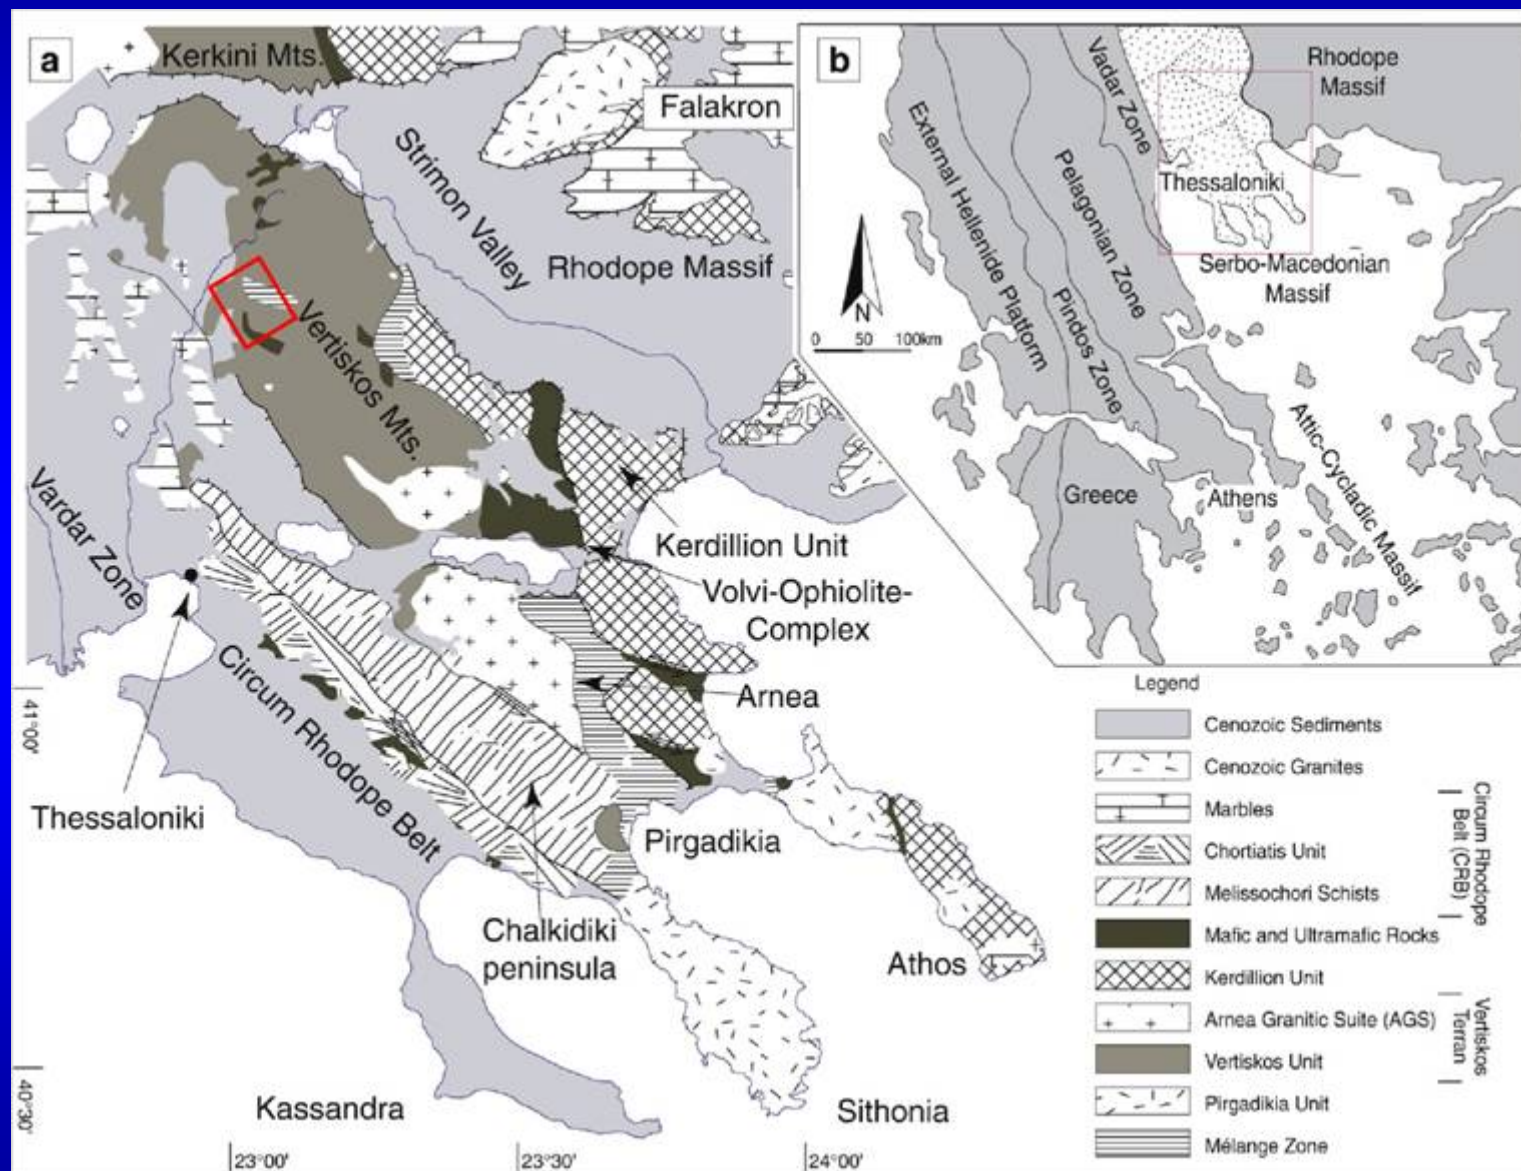 a
Kerkini Mts.
Falakron
Strimon Valley
Rhodope Massif
Vertiskos Mts.
Vardar Zone
Kerdillion Unit
Volvi-Ophiolite-
Complex
Arnea
Circum Rhodope Belt
Thessaloniki
Pirgadikia
Chalkidiki
peninsula
Athos
Kassandra
Sithonia
41°00'
40°30'
23°00'
23°30'
24°00'
b
Vadar Zone
Rhodope
Massif
External Hellenide Platform
Pelagonian Zone
Thessaloniki
Serbo-Macedonian
Massif
N
0 50 100km
Pindos Zone
Attic-Cycladic Massif
Greece
Athens
Legend
Cenozoic Sediments
Cenozoic Granites
Marbles
Chortiatis Unit
Melissochori Schists
Mafic and Ultramafic Rocks
Kerdillion Unit
Arnea Granitic Suite (AGS)
Vertiskos Unit
Pirgadikia Unit
Mélange Zone
Circum Rhodope
Belt (CRB)
Vertiskos
Terran